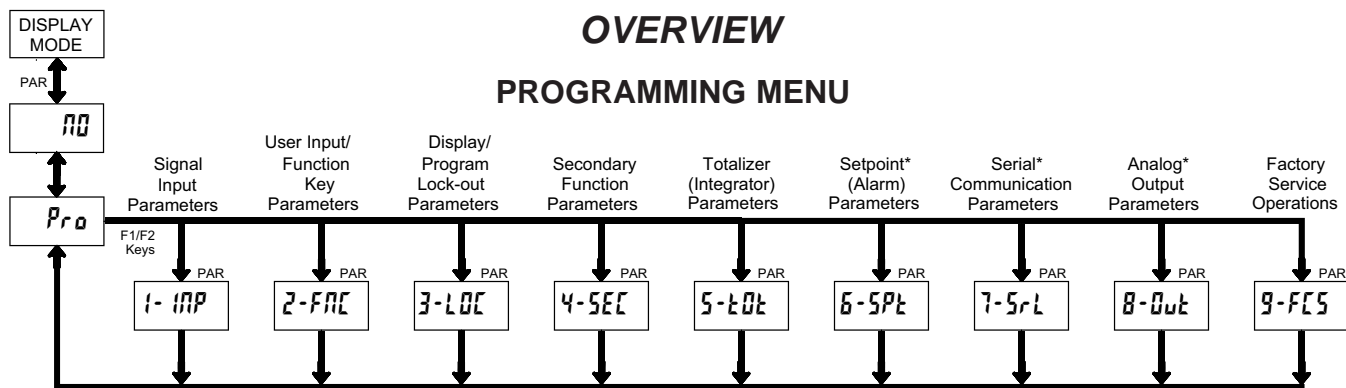 DISPLAY
MODE
OVERVIEW
PAR
PROGRAMMING MENU
NO
Signal
Input
Parameters
User Input/
Function
Key
Parameters
Display/
Program
Lock-out
Parameters
Secondary
Function
Parameters
Totalizer
(Integrator)
Parameters
Setpoint*
(Alarm)
Parameters
Serial*
Communication
Parameters
Analog*
Output
Parameters
Factory
Service
Operations
Pro
F1/F2
Keys
PAR
PAR
PAR
PAR
PAR
PAR
PAR
PAR
PAR
1-INP
2-FNC
3-LOC
4-SEC
5-tOt
6-SPt
7-SrL
8-Out
9-FCS